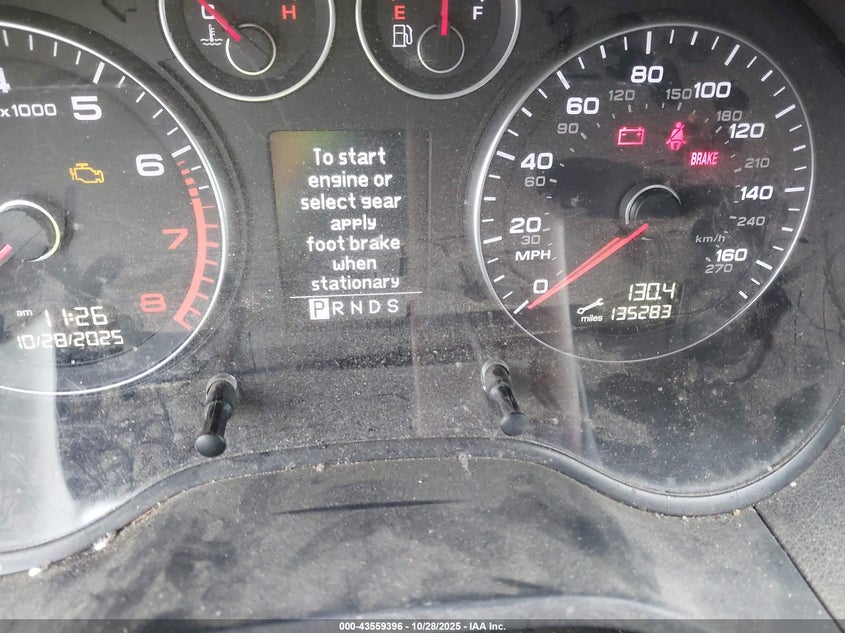 C H E F
4
x1000 5
6
7
8
am 11:26
10/28/2025
To start
engine or
select gear
apply
foot brake
when
stationary
P R N D S
0 20 40 60 80 100 120 140 160
30 60 90 120 150 180 210 240 270
MPH
km/h
BRAKE
130.4
miles 135283
000-43559396 - 10/28/2025 - IAA Inc.